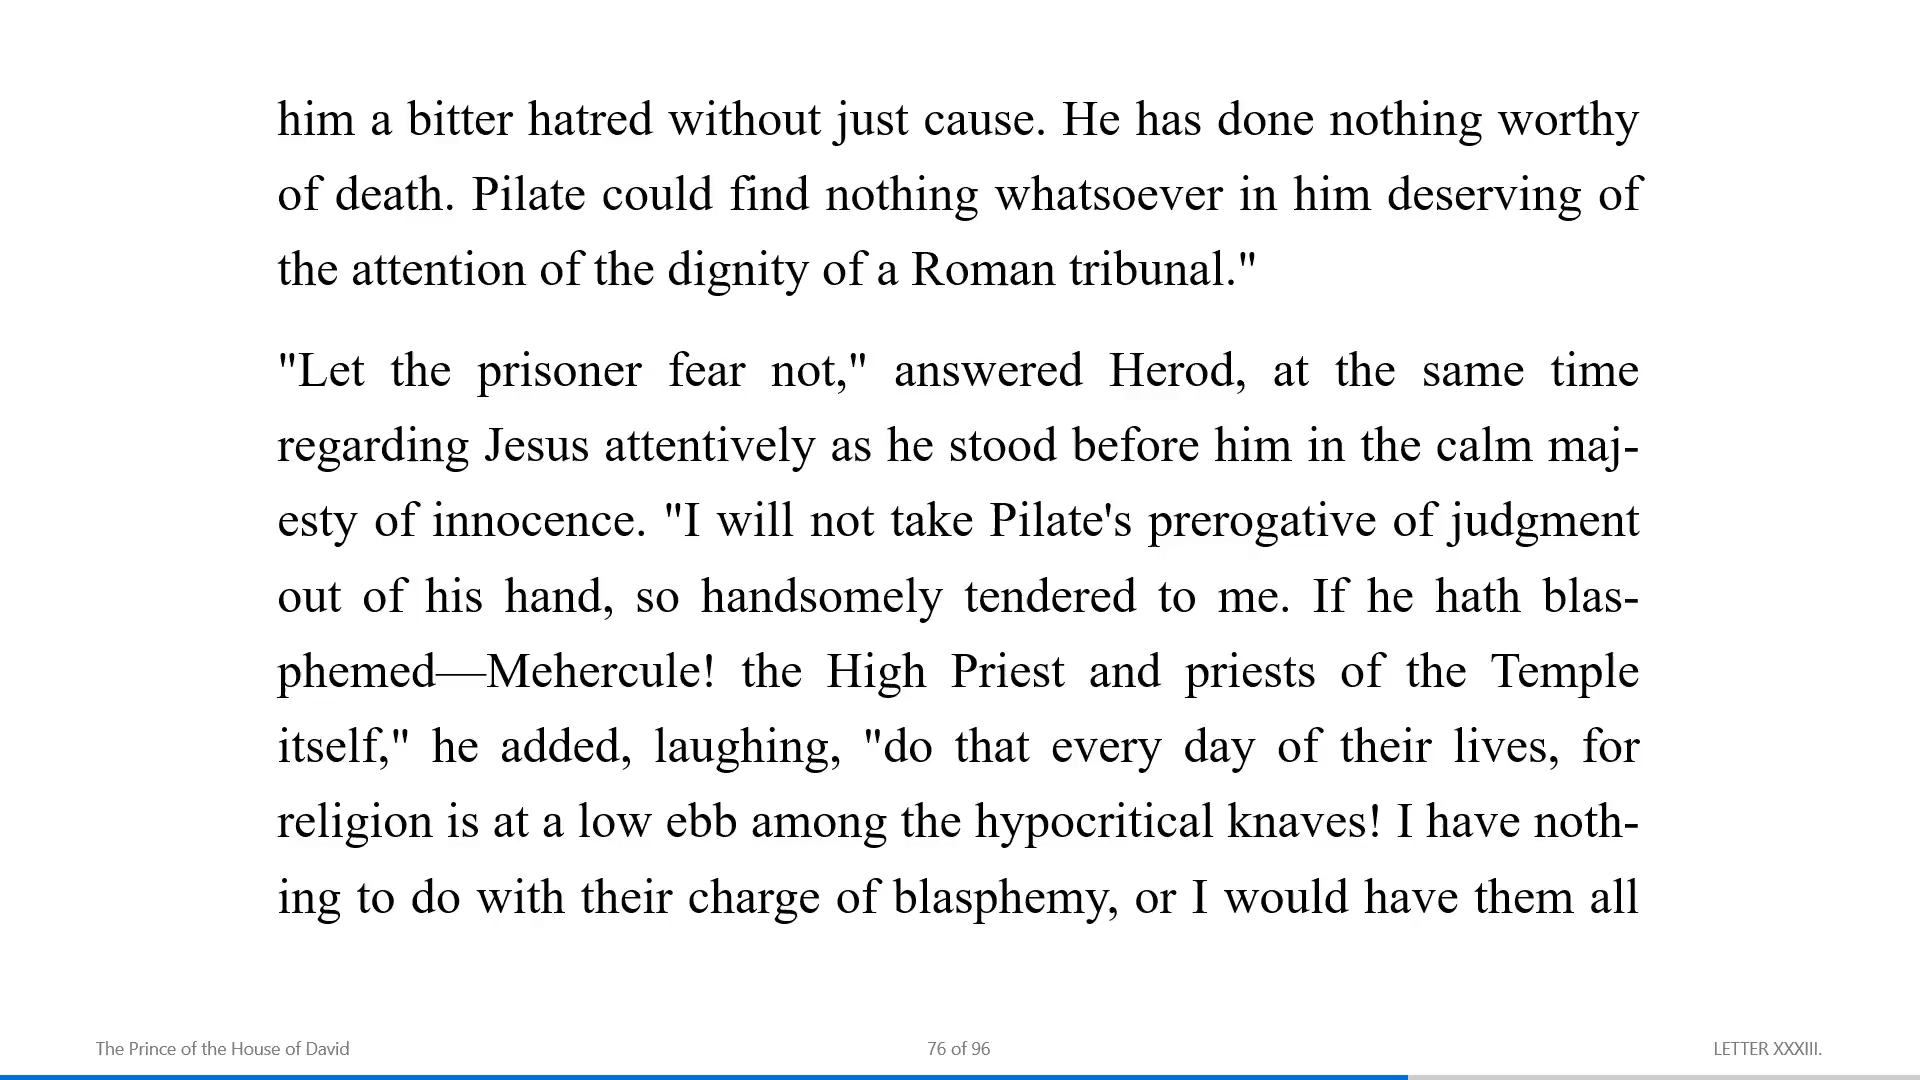 him a bitter hatred without just cause. He has done nothing worthy
of death. Pilate could find nothing whatsoever in him deserving of
the attention of the dignity of a Roman tribunal."
"Let the prisoner fear not," answered Herod, at the same time
regarding Jesus attentively as he stood before him in the calm maj-
esty of innocence. "I will not take Pilate's prerogative of judgment
out of his hand, so handsomely tendered to me. If he hath blas-
phemed—Mehercule! the High Priest and priests of the Temple
itself," he added, laughing, "do that every day of their lives, for
religion is at a low ebb among the hypocritical knaves! I have noth-
ing to do with their charge of blasphemy, or I would have them all
The Prince of the House of David
76 of 96
LETTER XXXIII.